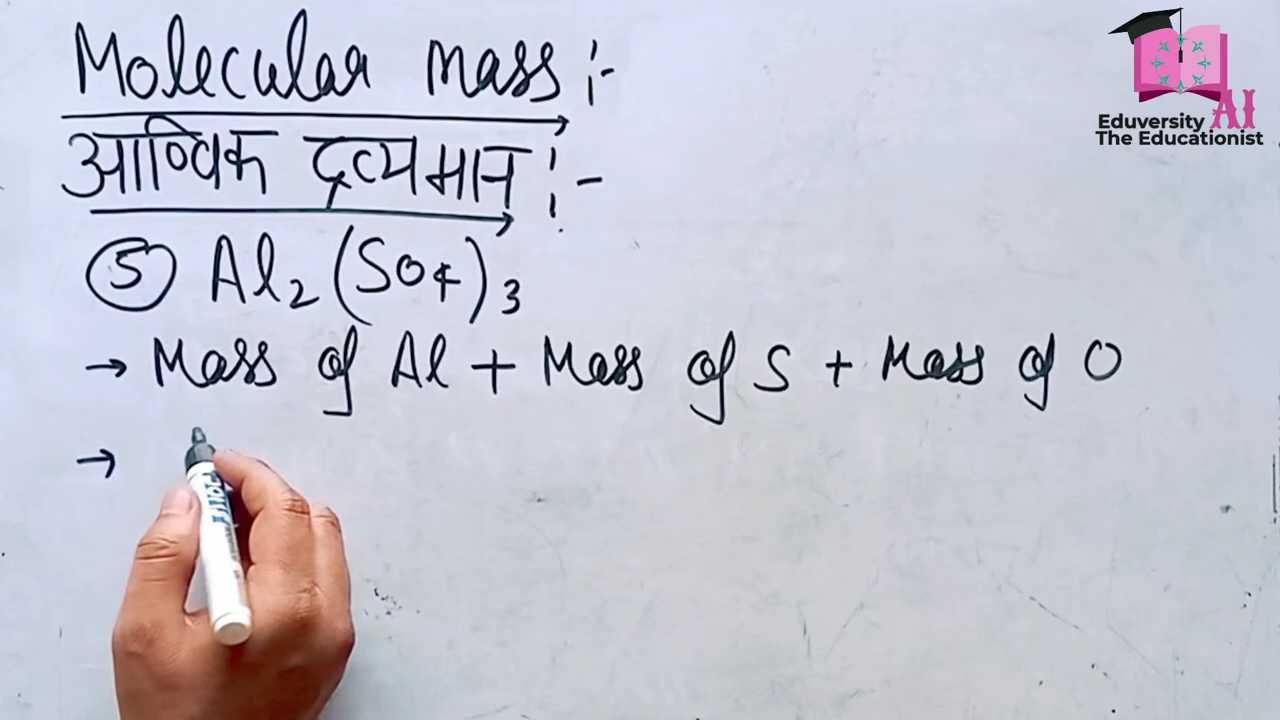 Molecular mass :-
आण्विक द्रव्यमान :-
5 Al2(SO4)3
→ Mass of Al + Mass of S + Mass of O
→
Eduversity AI
The Educationist